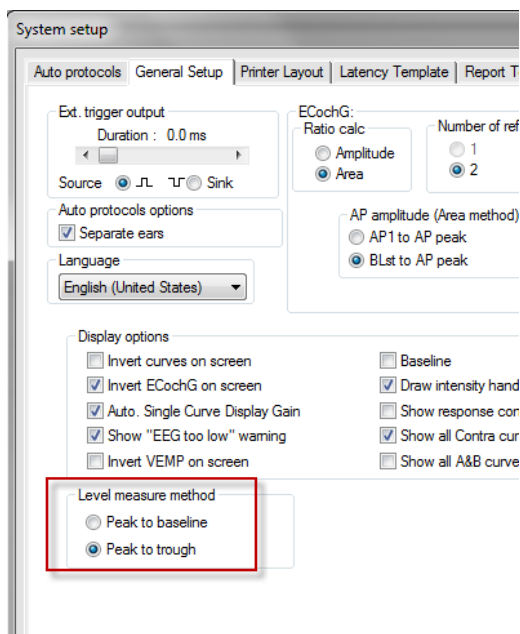 System setup
Auto protocols General Setup Printer Layout Latency Template Report
Ext. trigger output
Duration : 0.0 ms
Source Sink
Auto protocols options
Separate ears
Language
English (United States)
ECochG:
Ratio calc
Amplitude
Area
Number of
1
2
AP amplitude (Area method)
AP1 to AP peak
BLst to AP peak
Display options
Invert curves on screen
Invert ECochG on screen
Auto. Single Curve Display Gain
Show "EEG too low" warning
Invert VEMP on screen
Baseline
Draw intensity
Show response
Show all Contra
Show all A&B curve
Level measure method
Peak to baseline
Peak to trough